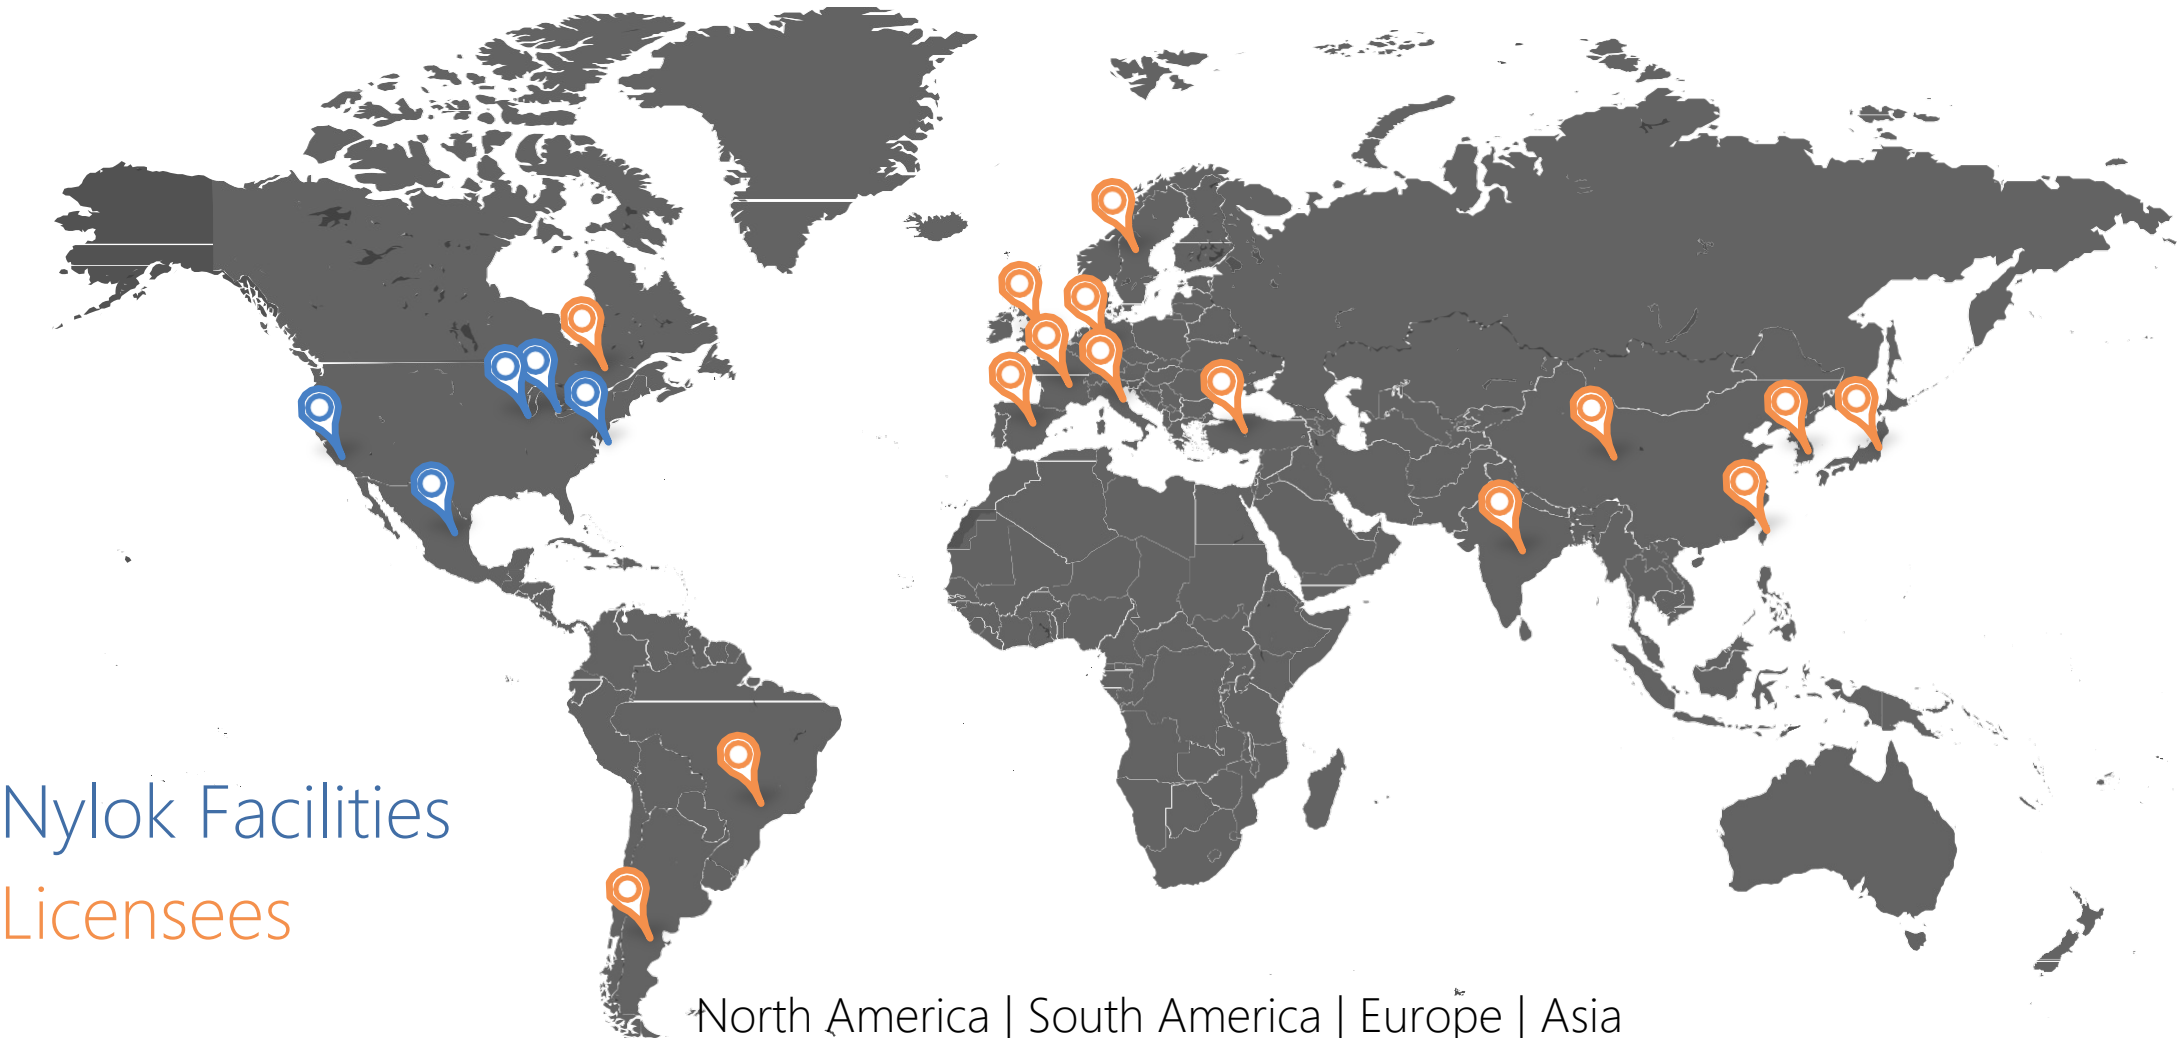 Nylok Facilities
Licensees
North America | South America | Europe | Asia